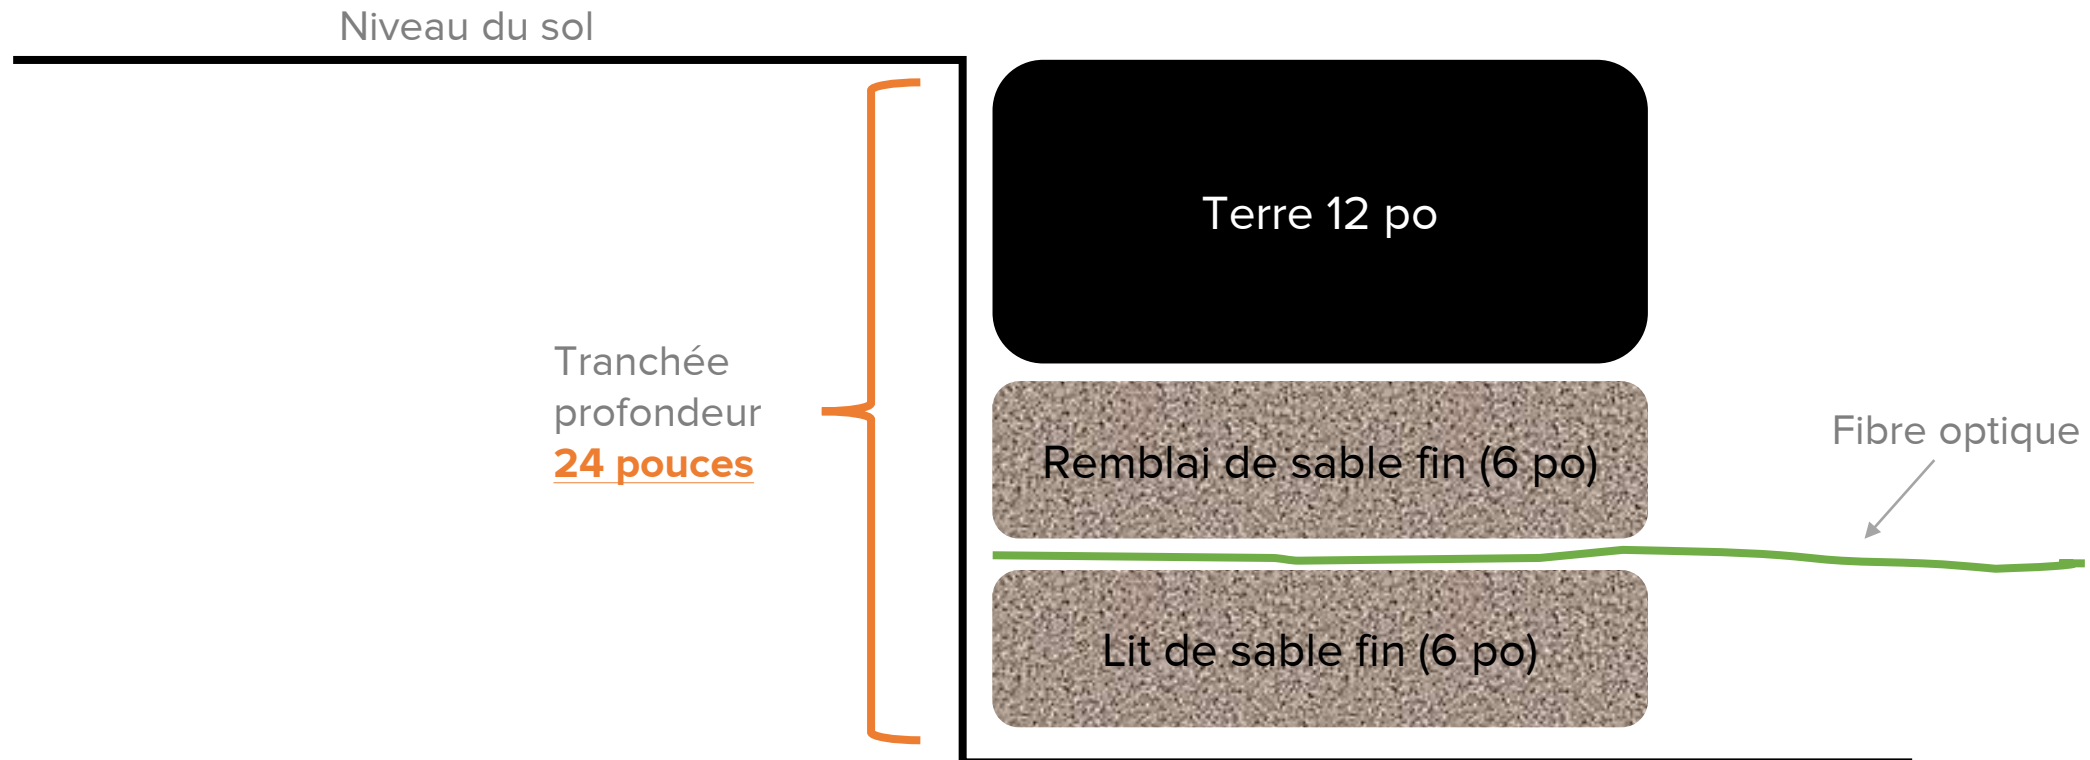 Niveau du sol
Terre 12 po
Tranchée
profondeur
24 pouces
Remblai de sable fin (6 po)
Fibre optique
Lit de sable fin (6 po)